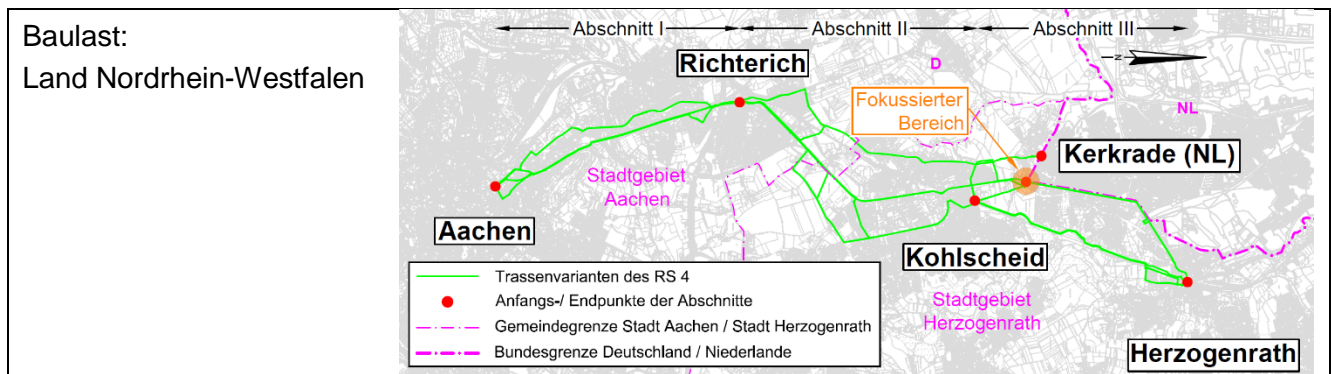 Baulast:
Land Nordrhein-Westfalen
Abschnitt I
Abschnitt II
Abschnitt III
Richterich
D
N
Fokussierter
Bereich
NL
Kerkrade (NL)
Stadtgebiet
Aachen
Aachen
Kohlscheid
Stadtgebiet
Herzogenrath
Herzogenrath
Trassenvarianten des RS 4
Anfangs-/ Endpunkte der Abschnitte
Gemeindegrenze Stadt Aachen / Stadt Herzogenrath
Bundesgrenze Deutschland / Niederlande